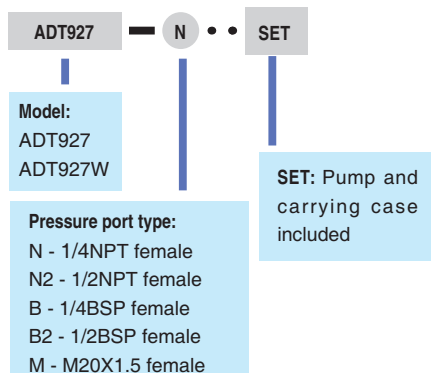 ADT927 — N • • SET
Model:
ADT927
ADT927W
SET: Pump and
carrying case
included
Pressure port type:
N - 1/4NPT female
N2 - 1/2NPT female
B - 1/4BSP female
B2 - 1/2BSP female
M - M20X1.5 female